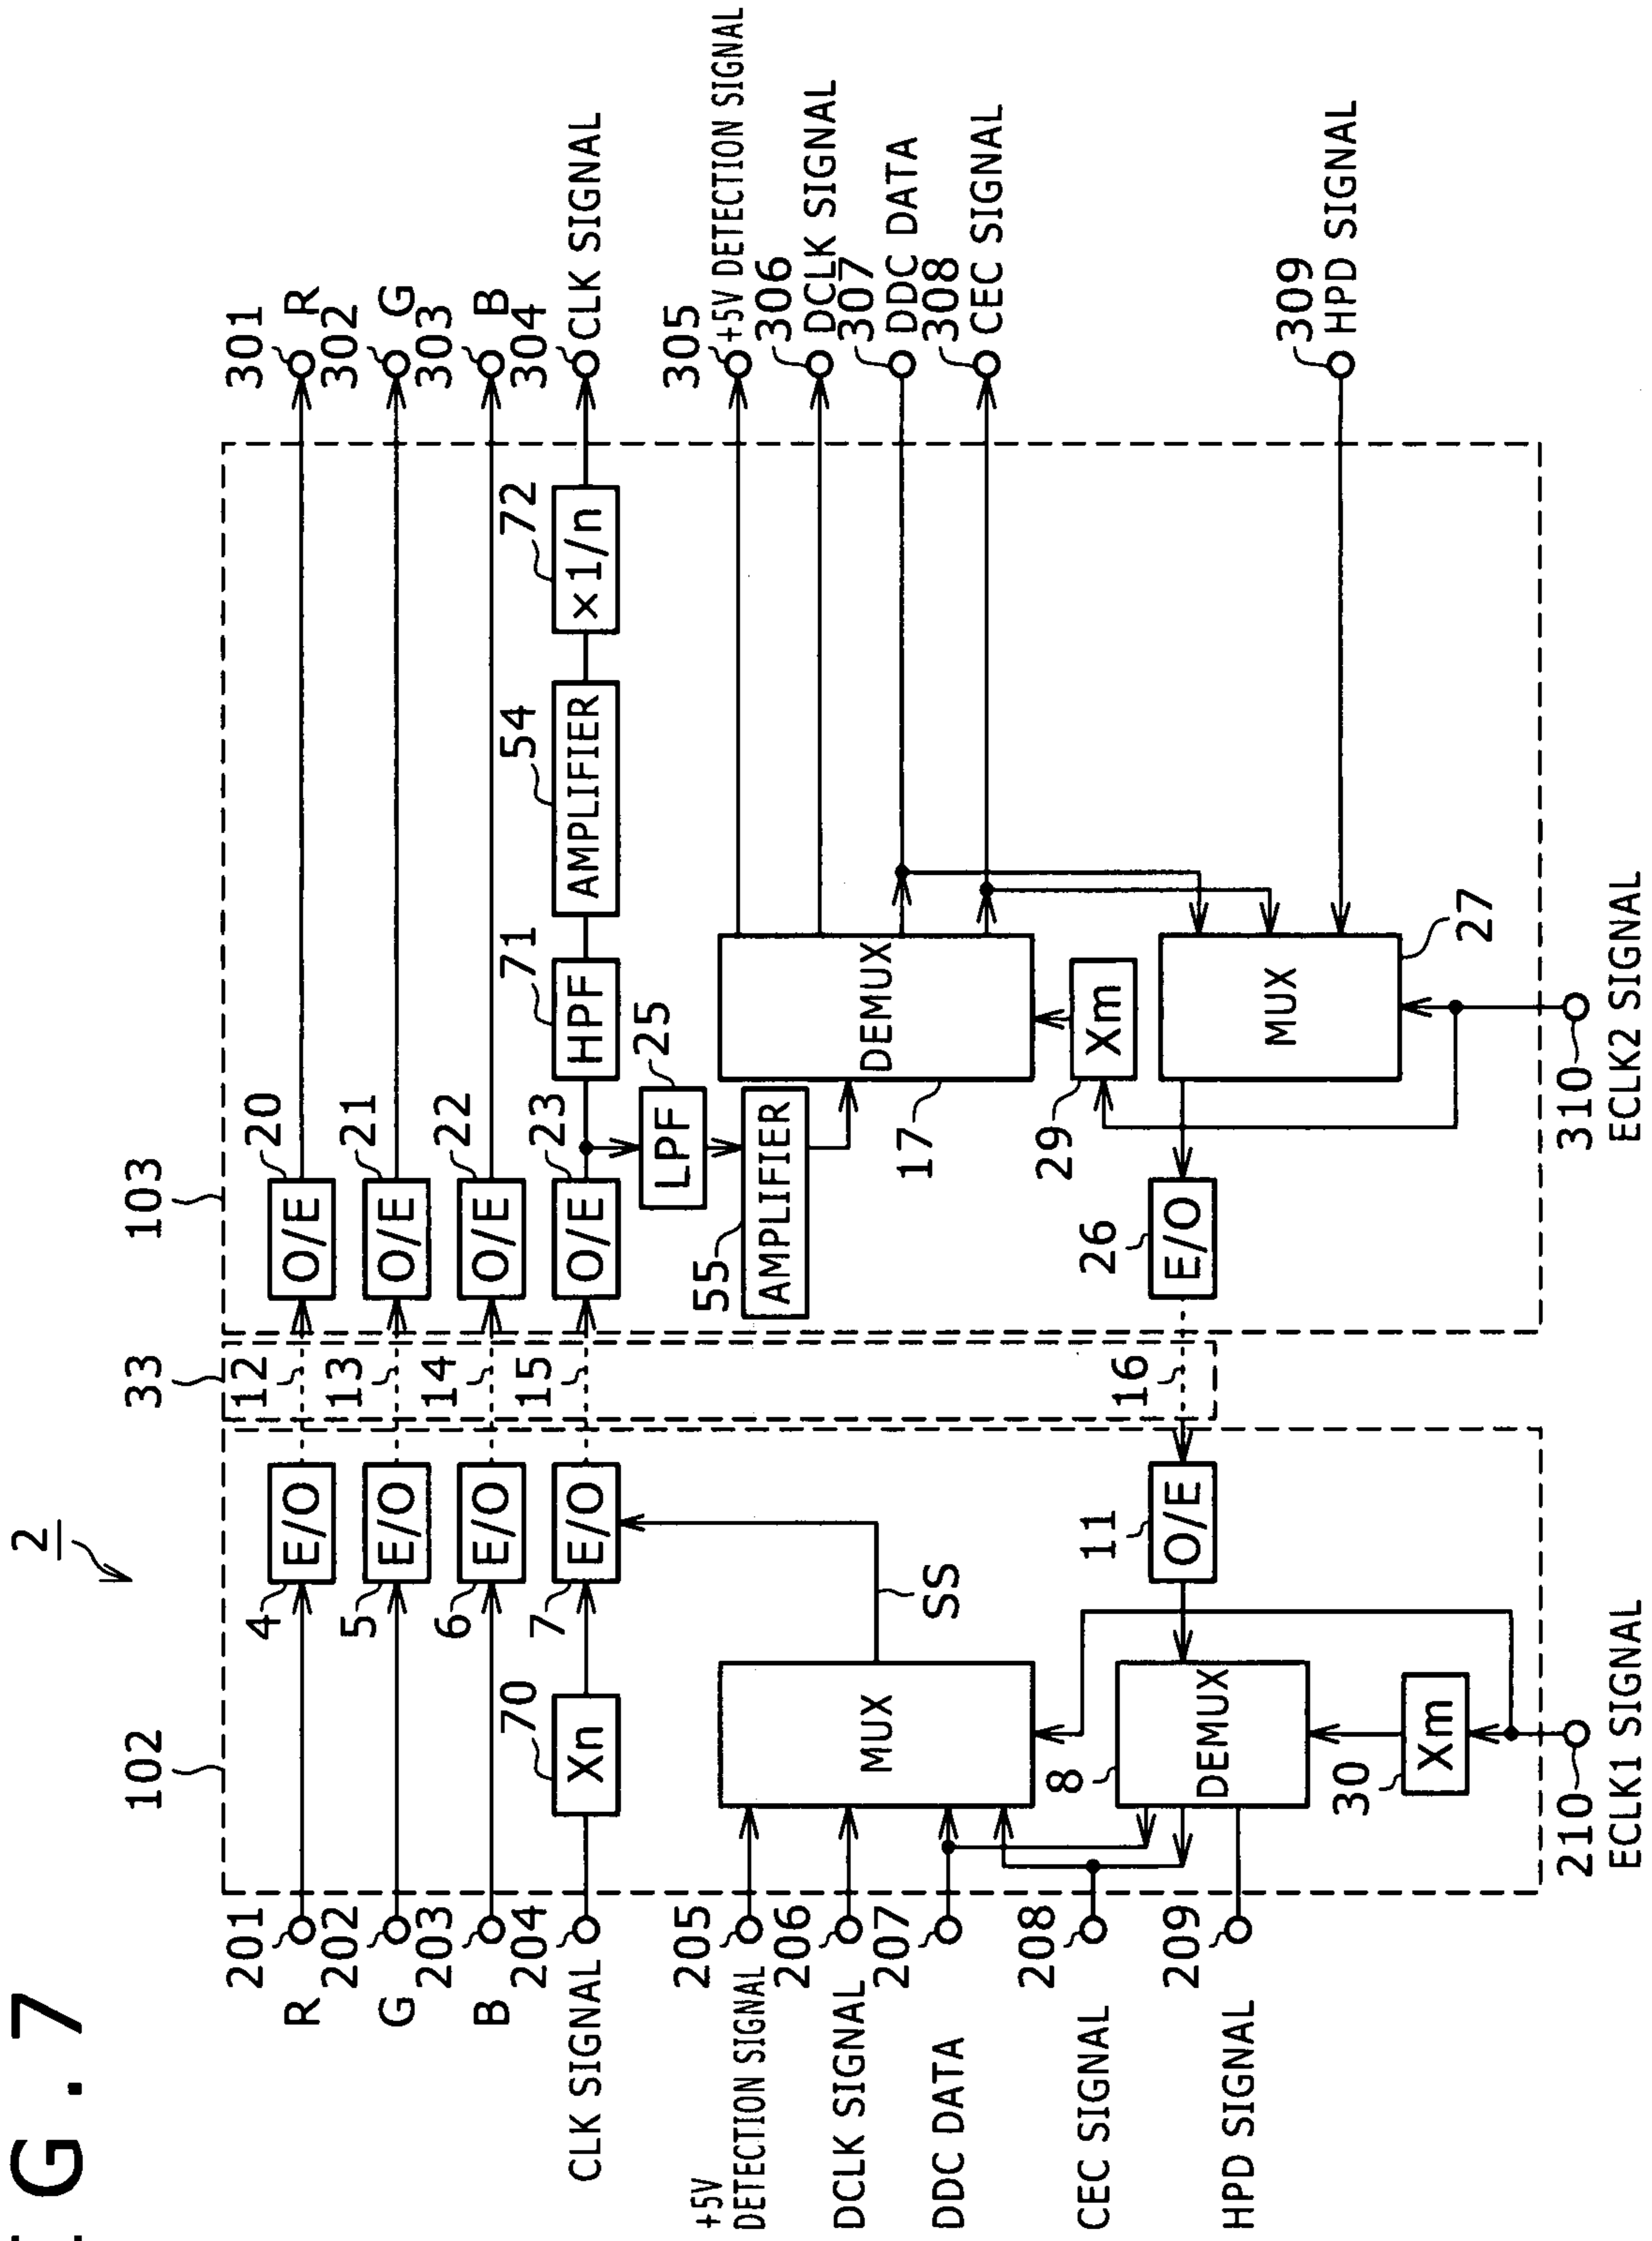 I G . 7
2
102
33
103
201
R
4
E/O
12
O/E
20
301
R
202
G
5
E/O
13
O/E
21
302
G
203
B
6
E/O
14
O/E
22
303
B
204
CLK SIGNAL
70
Xn
7
E/O
15
O/E
23
HPF
71
AMPLIFIER
54
×1/n
72
304
CLK SIGNAL
LPF
25
55
AMPLIFIER
205
+5V
DETECTION SIGNAL
206
DCLK SIGNAL
207
DDC DATA
208
CEC SIGNAL
209
HPD SIGNAL
MUX
SS
8
DEMUX
11
O/E
16
26
E/O
30
Xm
210
ECLK1 SIGNAL
DEMUX
17
29
Xm
MUX
27
310
ECLK2 SIGNAL
305
+5V DETECTION SIGNAL
306
DCLK SIGNAL
307
DDC DATA
308
CEC SIGNAL
309
HPD SIGNAL